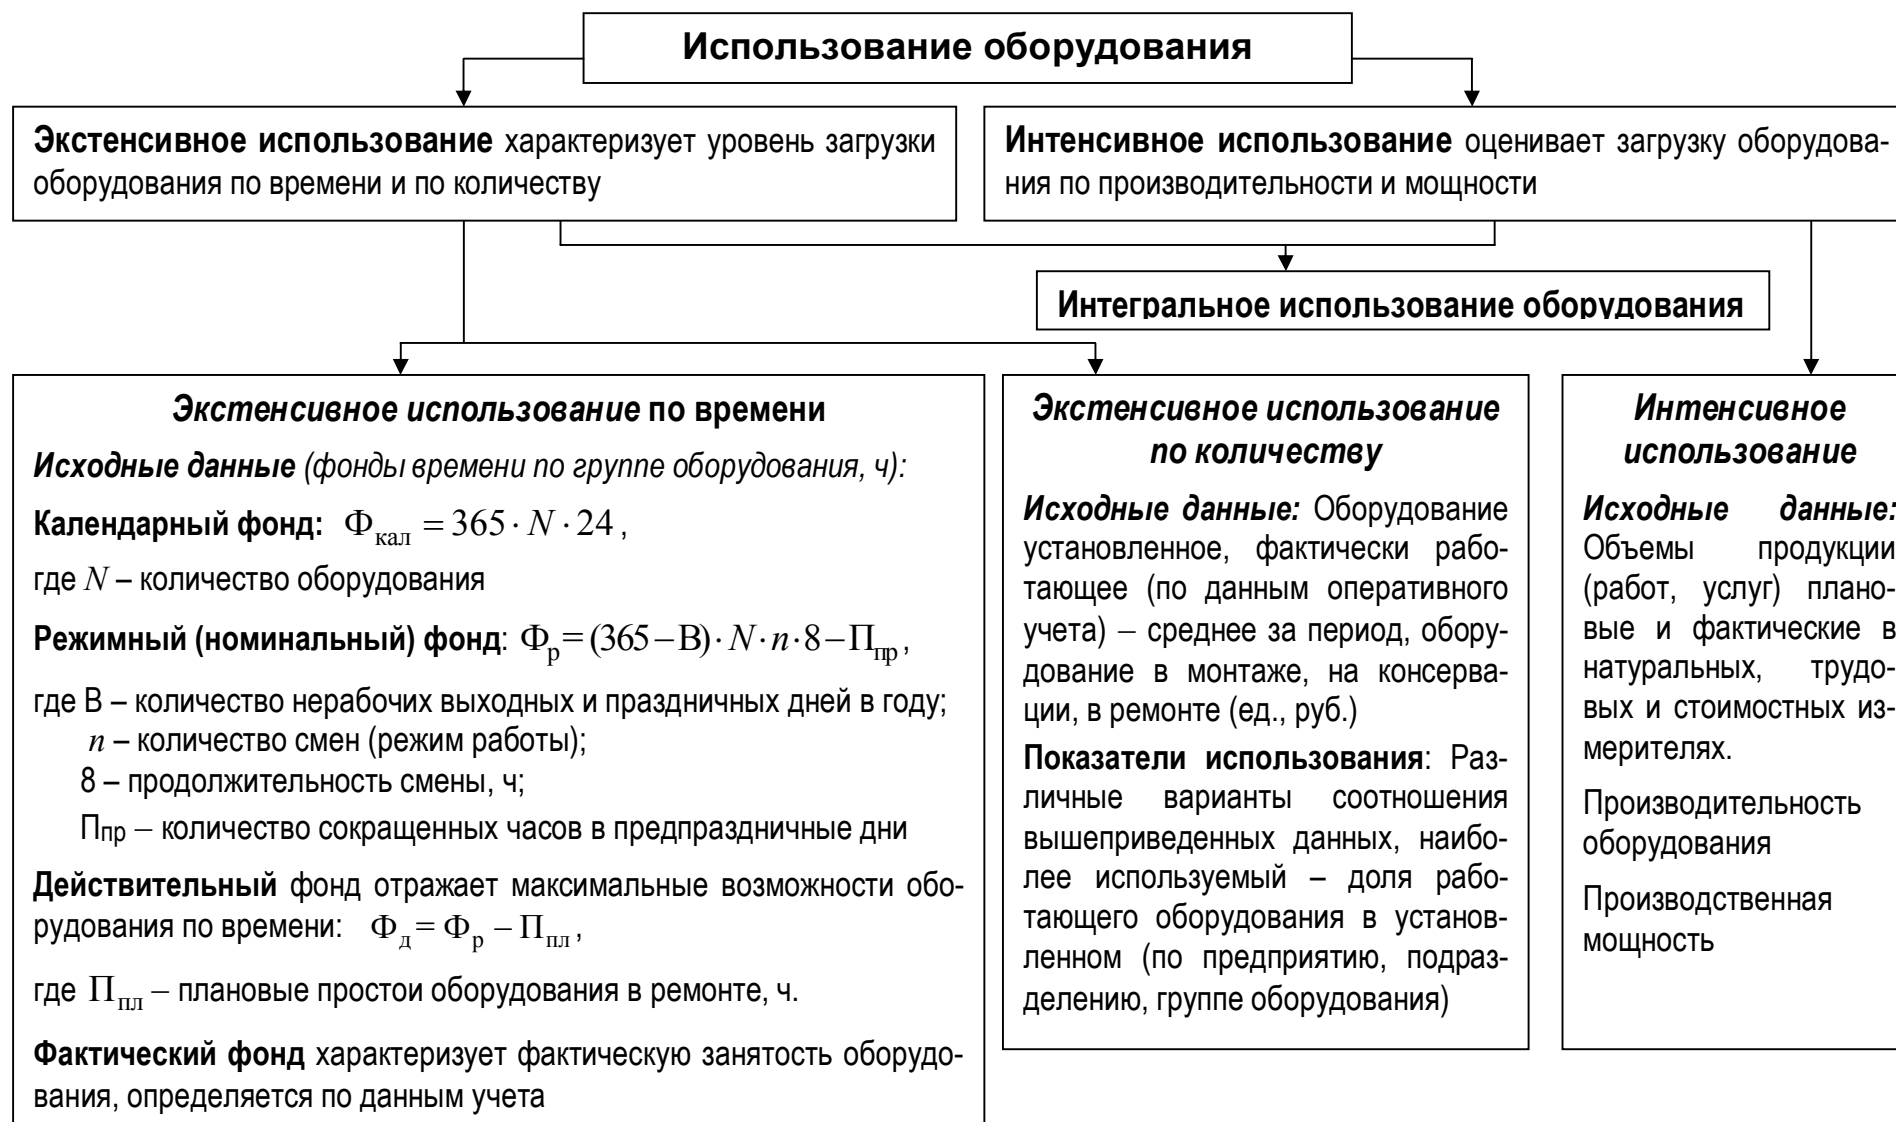 Использование оборудования
Экстенсивное использование характеризует уровень загрузки
оборудования по времени и по количеству
Интенсивное использование оценивает загрузку оборудова-
ния по производительности и мощности
Интегральное использование оборудования
Экстенсивное использование по времени
Исходные данные (фонды времени по группе оборудования, ч):
Календарный фонд: Φкал = 365 · N · 24 ,
где N – количество оборудования
Режимный (номинальный) фонд: Φр = (365 – В) · N · n · 8 – Ппр ,
где В – количество нерабочих выходных и праздничных дней в году;
n – количество смен (режим работы);
8 – продолжительность смены, ч;
Ппр – количество сокращенных часов в предпраздничные дни
Действительный фонд отражает максимальные возможности обо-
рудования по времени: Φд = Φр – Ппл ,
где Ппл – плановые простои оборудования в ремонте, ч.
Фактический фонд характеризует фактическую занятость оборудо-
вания, определяется по данным учета
Экстенсивное использование
по количеству
Исходные данные: Оборудование
установленное, фактически рабо-
тающее (по данным оперативного
учета) – среднее за период, обору-
дование в монтаже, на консерва-
ции, в ремонте (ед., руб.)
Показатели использования: Раз-
личные варианты соотношения
вышеприведенных данных, наибо-
лее используемый – доля рабо-
тающего оборудования в установ-
ленном (по предприятию, подраз-
делению, группе оборудования)
Интенсивное
использование
Исходные данные:
Объемы продукции
(работ, услуг) плано-
вые и фактические в
натуральных, трудо-
вых и стоимостных из-
мерителях.
Производительность
оборудования
Производственная
мощность